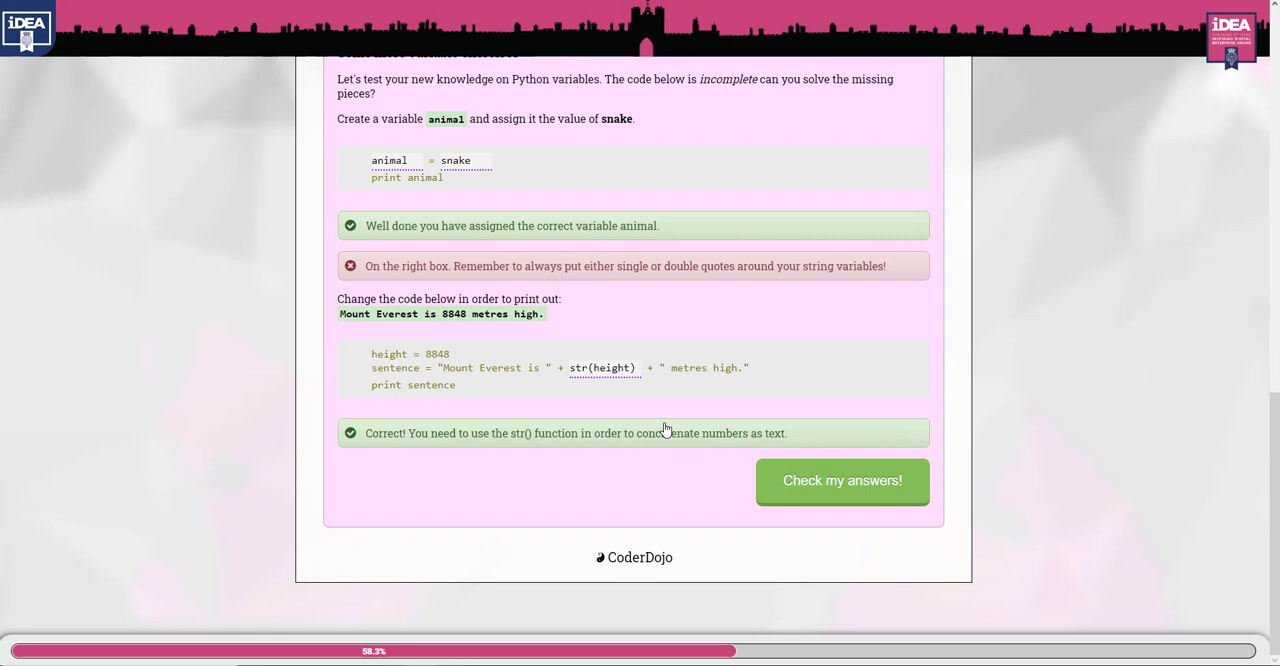 iDEA
iDEA
Let's test your new knowledge on Python variables. The code below is incomplete can you solve the missing
pieces?
Create a variable animal and assign it the value of snake.
animal = snake
print animal
Well done you have assigned the correct variable animal.
On the right box. Remember to always put either single or double quotes around your string variables!
Change the code below in order to print out:
Mount Everest is 8848 metres high.
height = 8848
sentence = "Mount Everest is " + str(height) + " metres high."
print sentence
Correct! You need to use the str() function in order to concatenate numbers as text.
Check my answers!
CoderDojo
58.3%